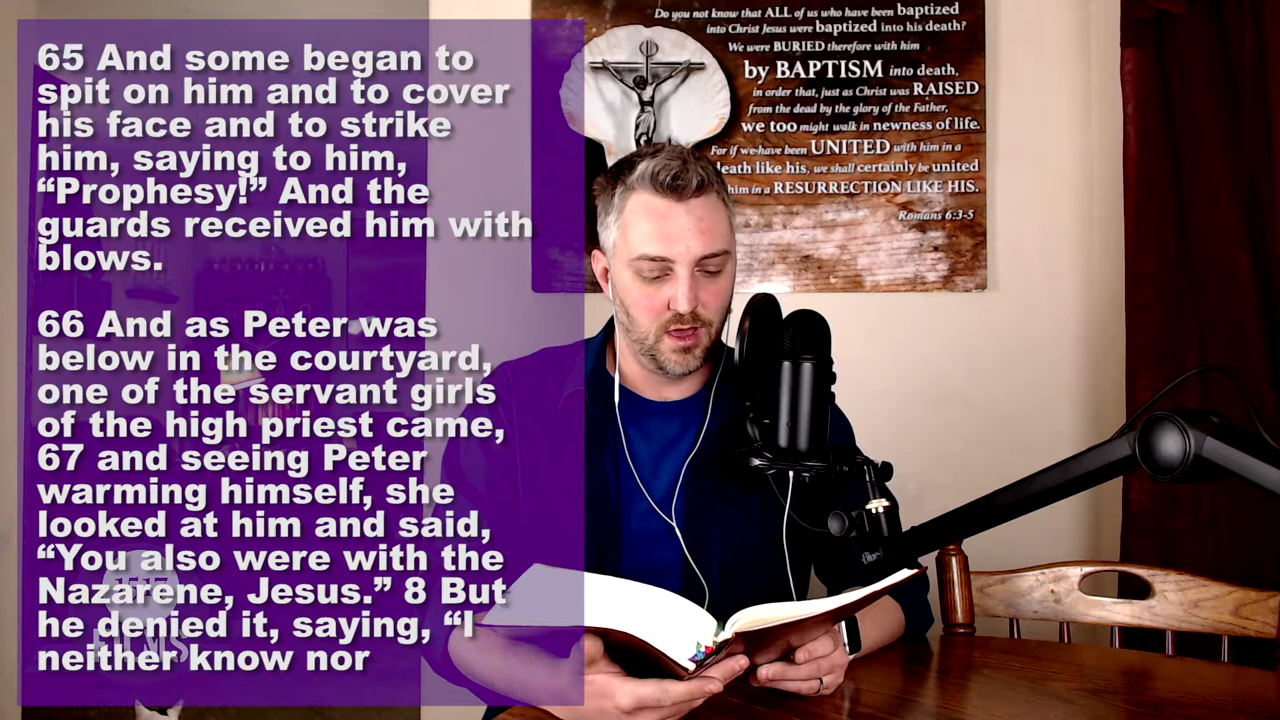 65 And some began to
spit on him and to cover
his face and to strike
him, saying to him,
“Prophesy!” And the
guards received him with
blows.
66 And as Peter was
below in the courtyard,
one of the servant girls
of the high priest came,
67 and seeing Peter
warming himself, she
looked at him and said,
“You also were with the
Nazarene, Jesus.” 8 But
he denied it, saying, “I
neither know nor
Do you not know that ALL of us who have been baptized
into Christ Jesus were baptized into his death?
We were BURIED therefore with him
by BAPTISM into death,
in order that, just as Christ was RAISED
from the dead by the glory of the Father,
we too might walk in newness of life.
For if we have been UNITED with him in a
death like his, we shall certainly be united
him in a RESURRECTION LIKE HIS.
Romans 6:3-5
1517
FILMS